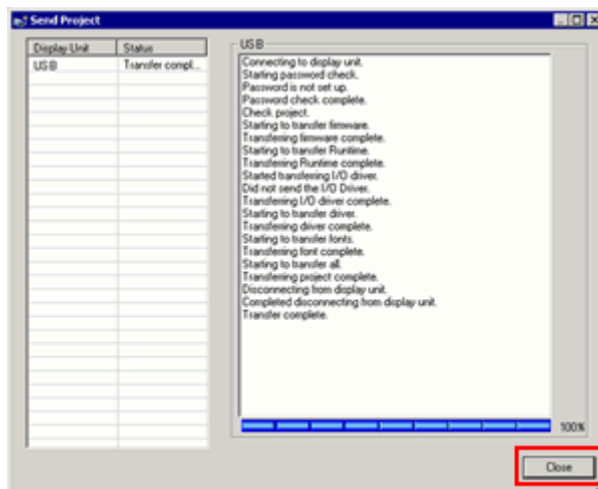 Send Project
Display Unit Status
USB Transfer compl...
USB
Connecting to display unit.
Starting password check.
Password is not set up.
Password check complete.
Check project.
Starting to transfer firmware.
Transferring firmware complete.
Starting to transfer Runtime.
Transferring Runtime complete.
Started transferring I/O driver.
Did not send the I/O Driver.
Transferring I/O driver complete.
Starting to transfer driver.
Transferring driver complete.
Starting to transfer fonts.
Transferring font complete.
Starting to transfer all.
Transferring project complete.
Disconnecting from display unit.
Completed disconnecting from display unit.
Transfer complete.
100%
Close